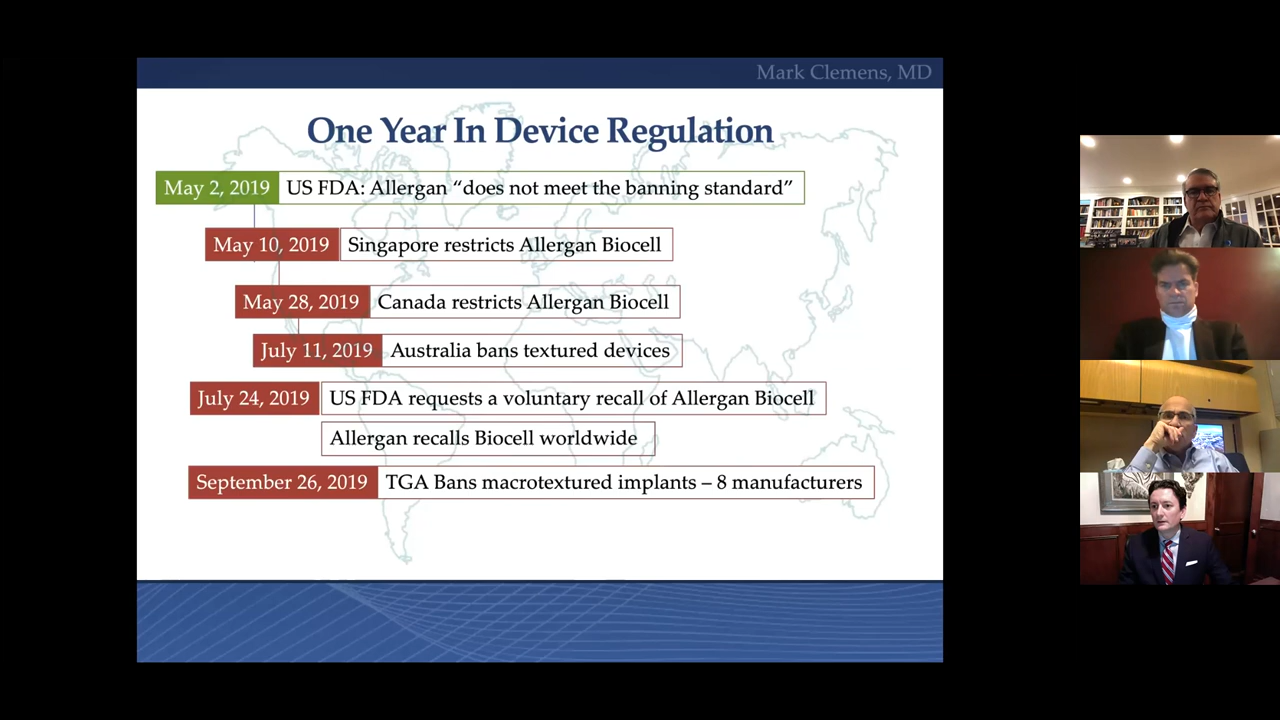 Mark Clemens, MD
One Year In Device Regulation
May 2, 2019 US FDA: Allergan “does not meet the banning standard”
May 10, 2019 Singapore restricts Allergan Biocell
May 28, 2019 Canada restricts Allergan Biocell
July 11, 2019 Australia bans textured devices
July 24, 2019 US FDA requests a voluntary recall of Allergan Biocell
Allergan recalls Biocell worldwide
September 26, 2019 TGA Bans macrotextured implants – 8 manufacturers